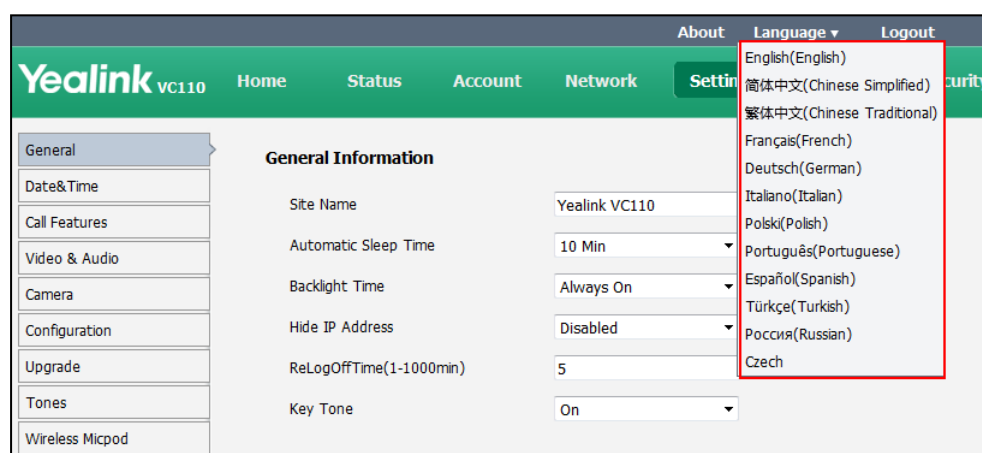 About Language ▾ Logout
Yealink VC110
Home Status Account Network Settin curity
English(English)
简体中文(Chinese Simplified)
繁体中文(Chinese Traditional)
Français(French)
Deutsch(German)
Italiano(Italian)
Polski(Polish)
Português(Portuguese)
Español(Spanish)
Türkçe(Turkish)
Россия(Russian)
Czech
General
Date&Time
Call Features
Video & Audio
Camera
Configuration
Upgrade
Tones
Wireless Micpod
General Information
Site Name Yealink VC110
Automatic Sleep Time 10 Min
Backlight Time Always On
Hide IP Address Disabled
ReLogOffTime(1-1000min) 5
Key Tone On